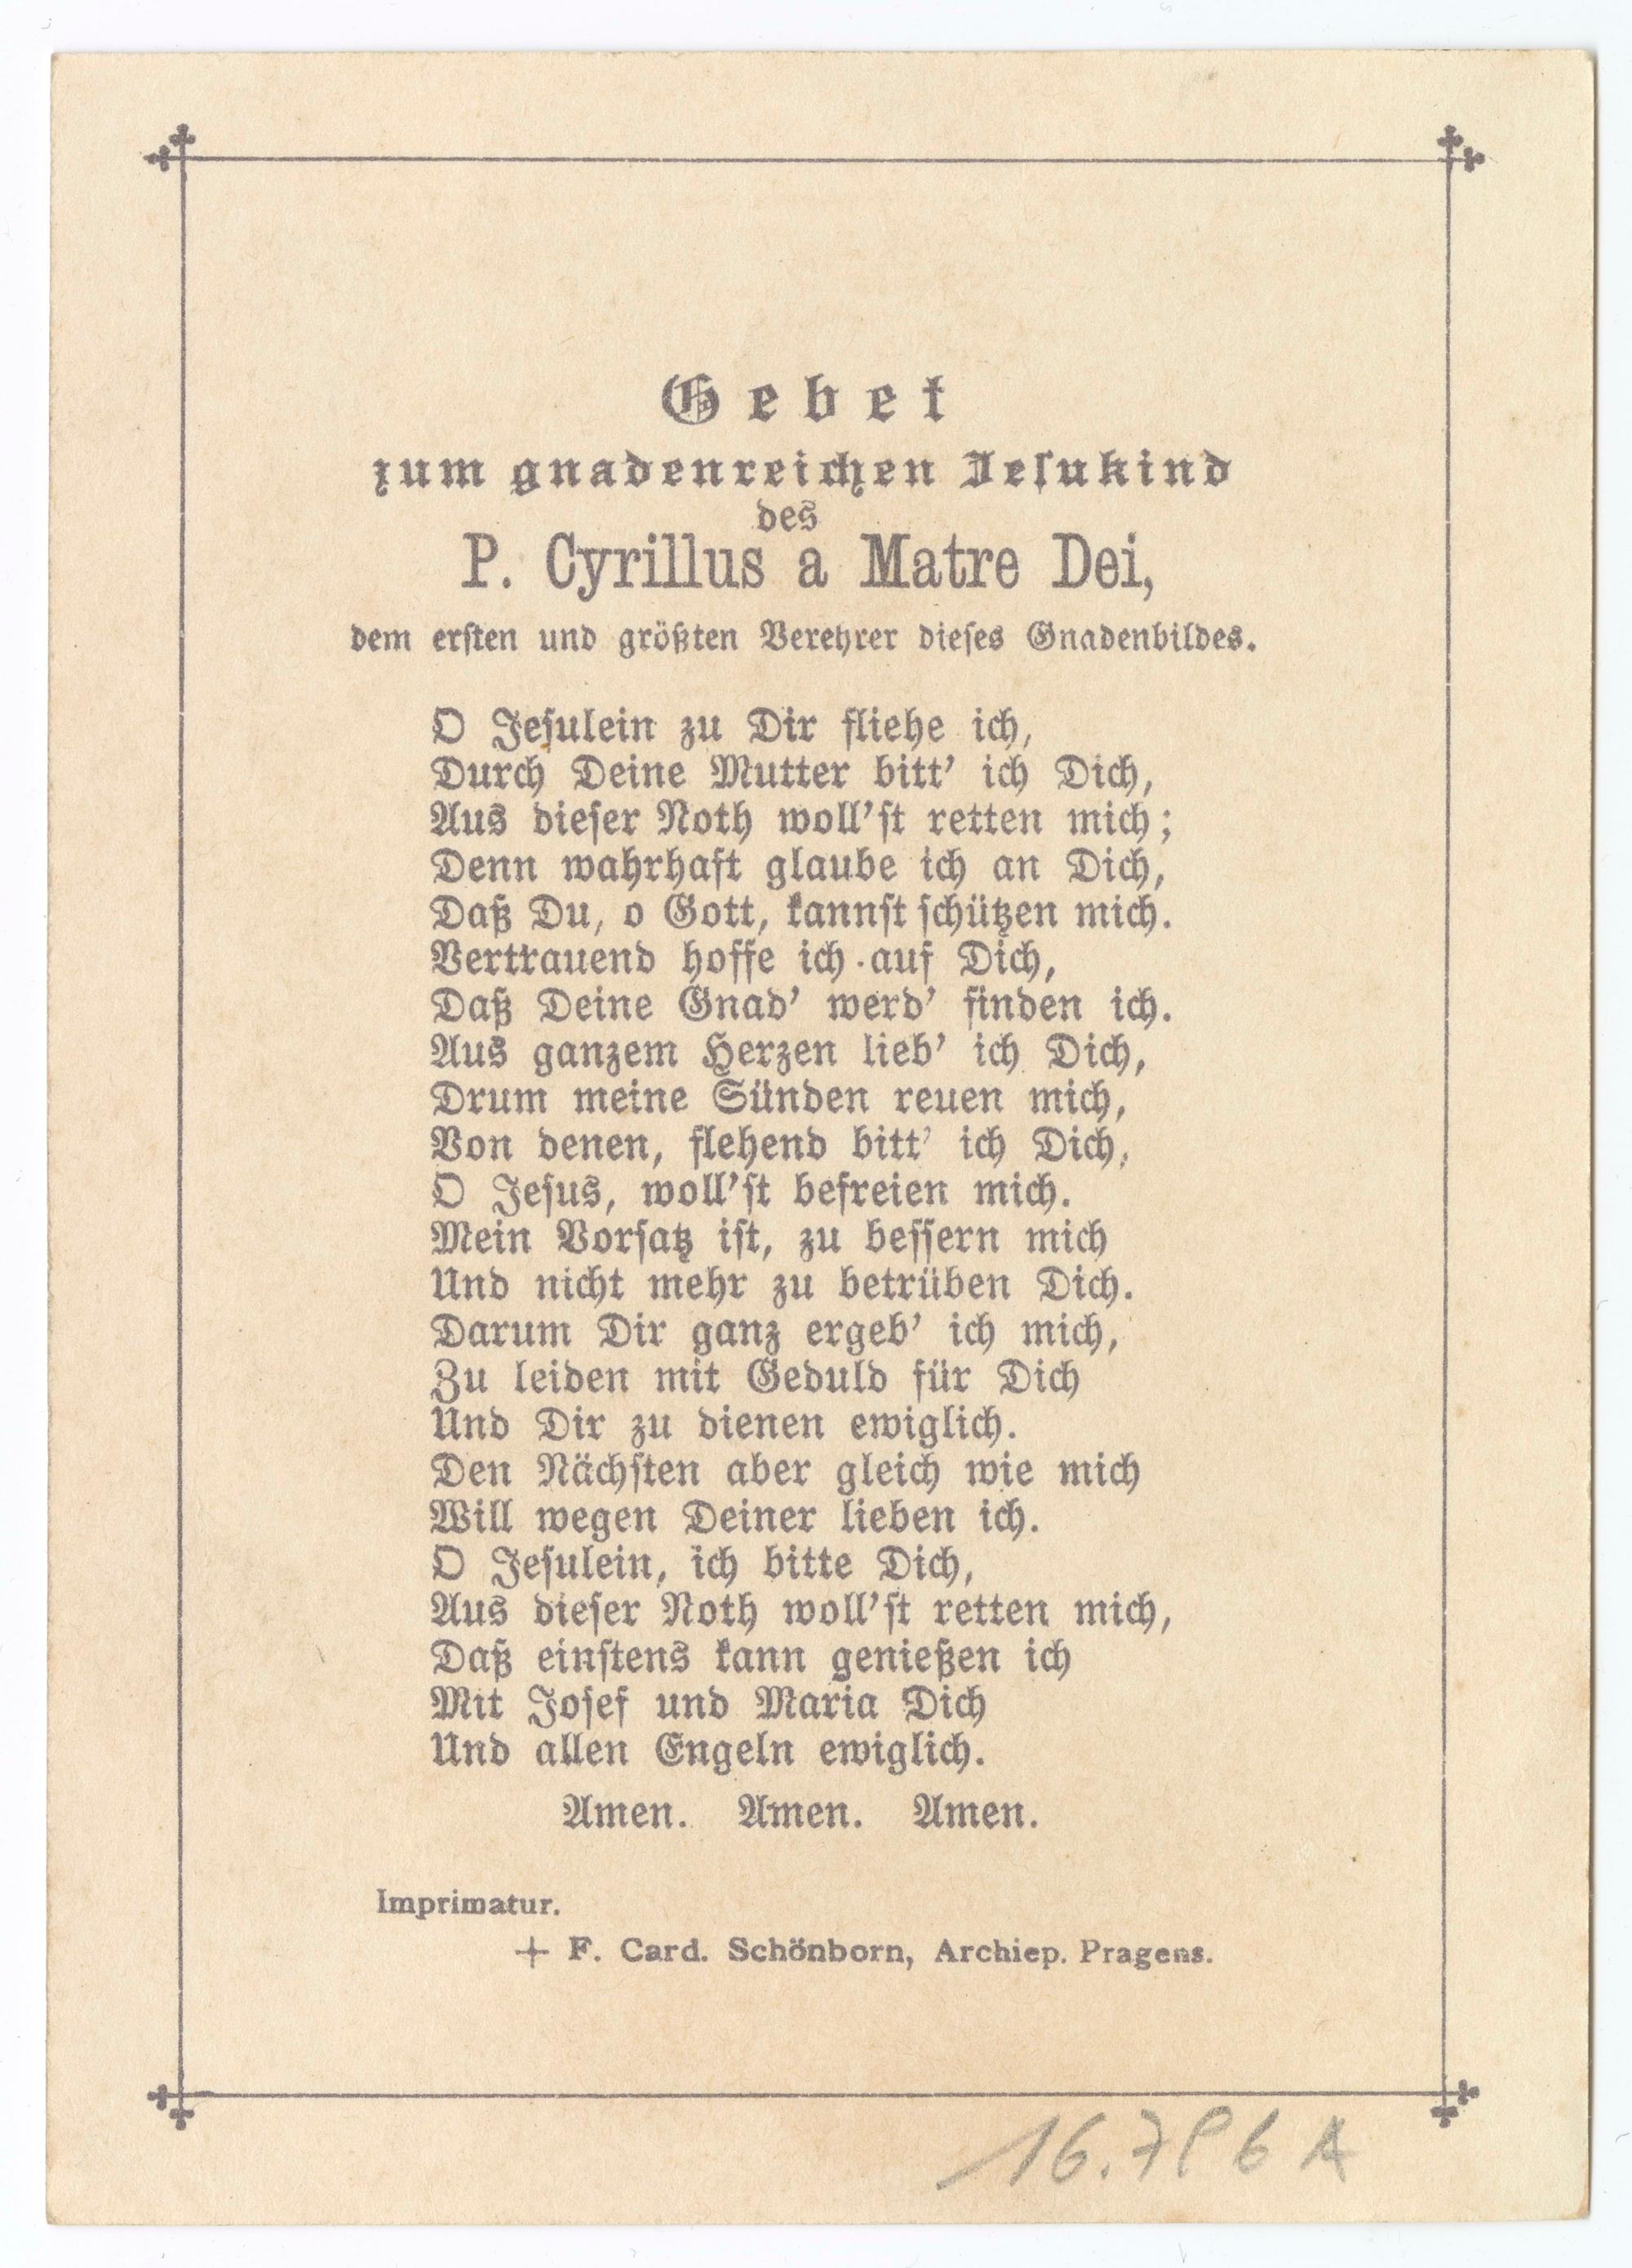 Gebet
zum gnadenreichen Jesukind
des
P. Cyrillus a Matre Dei,
dem ersten und größten Verehrer dieses Gnadenbildes.
O Jesulein zu Dir fliehe ich,
Durch Deine Mutter bitt' ich Dich,
Aus dieser Noth woll'st retten mich;
Denn wahrhaft glaube ich an Dich,
Daß Du, o Gott, kannst schützen mich.
Vertrauend hoffe ich auf Dich,
Daß Deine Gnad' werd' finden ich.
Aus ganzem Herzen lieb' ich Dich,
Drum meine Sünden reuen mich,
Von denen, flehend bitt' ich Dich,
O Jesus, woll'st befreien mich.
Mein Vorsatz ist, zu bessern mich
Und nicht mehr zu betrüben Dich.
Darum Dir ganz ergeb' ich mich,
Zu leiden mit Geduld für Dich
Und Dir zu dienen ewiglich.
Den Nächsten aber gleich wie mich
Will wegen Deiner lieben ich.
O Jesulein, ich bitte Dich,
Aus dieser Noth woll'st retten mich,
Daß einstens kann genießen ich
Mit Josef und Maria Dich
Und allen Engeln ewiglich.
Amen. Amen. Amen.
Imprimatur.
+ F. Card. Schönborn, Archiep. Pragens.